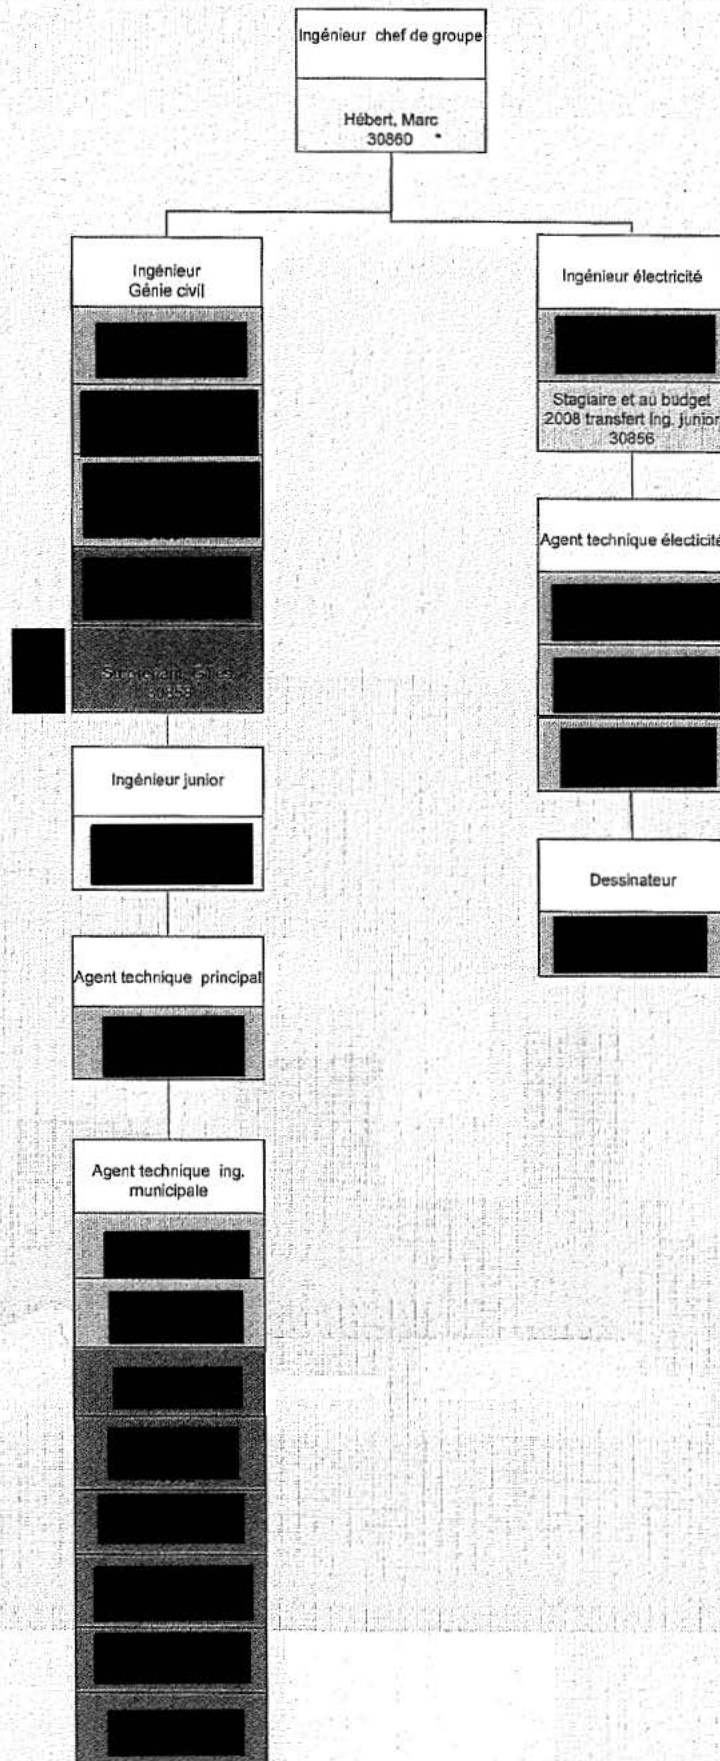 Ingénieur chef de groupe
Hébert, Marc
30860
Ingénieur
Génie civil
Ingénieur électricité
Stagiaire et au budget
2008 transfert ing. junior
30856
Agent technique électicité
Ingénieur junior
Dessinateur
Agent technique principal
Agent technique ing.
municipale